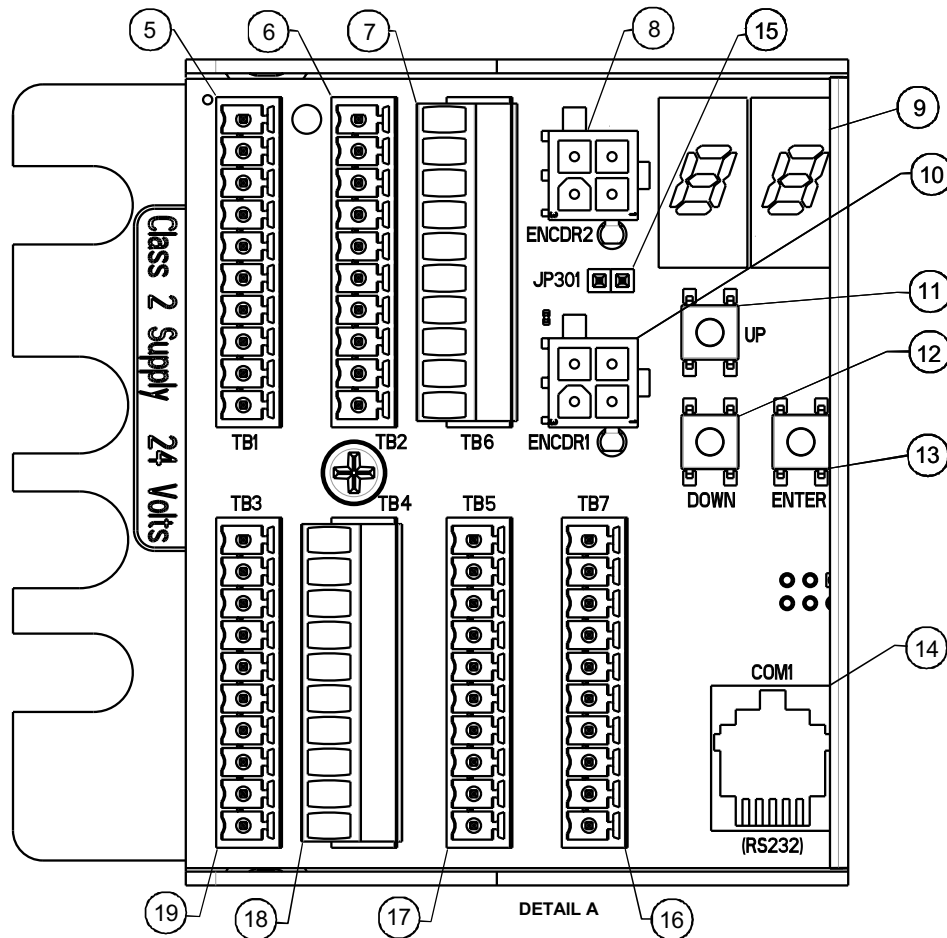 5 6 7 8 15
9
10
ENCDR2
JP301
11
UP
12
TB1 TB2 TB6 ENCDR1
13
DOWN ENTER
Class 2 Supply 24 Volts
TB3 TB4 TB5 TB7
14
COM1
(RS232)
19 18 17 DETAIL A 16